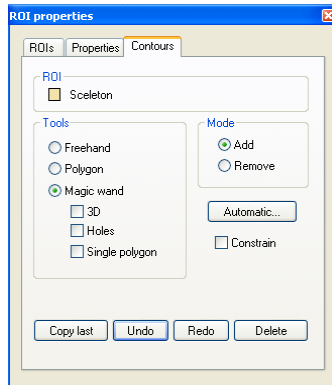 ROI properties
ROIs Properties Contours
ROI
Sceleton
Tools
Freehand
Polygon
Magic wand
3D
Holes
Single polygon
Mode
Add
Remove
Automatic...
Constrain
Copy last Undo Redo Delete